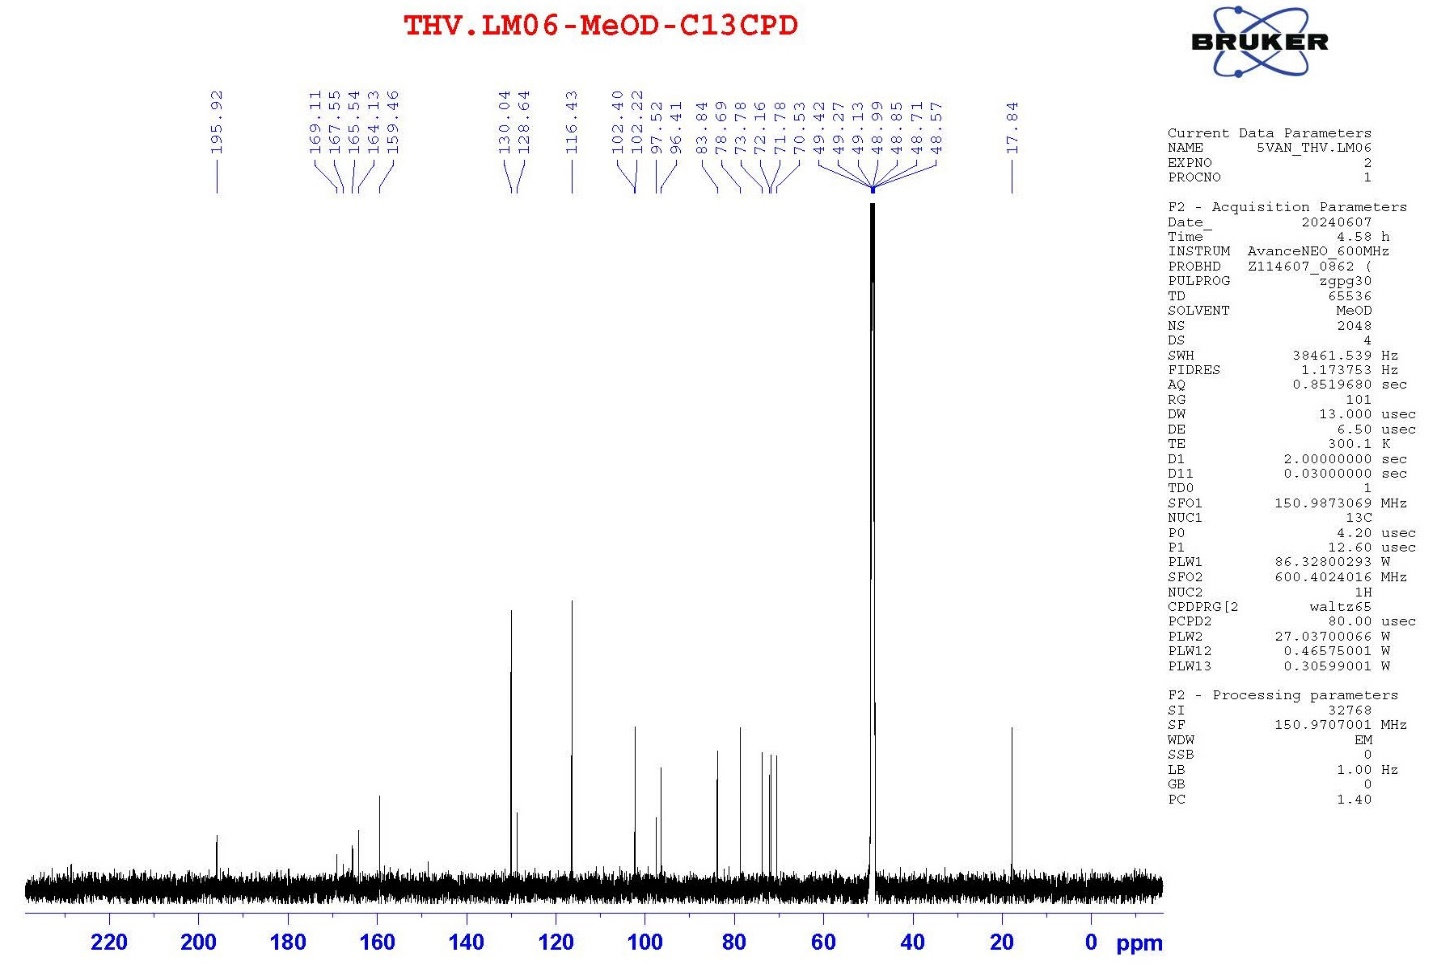 THV.LM06-MeOD-C13CPD
BRUKER
195.92
169.11
167.55
165.54
164.13
159.46
130.04
128.64
116.43
102.40
102.22
97.52
96.41
83.84
78.69
73.78
72.16
71.78
70.53
49.42
49.27
49.13
48.99
48.85
48.71
48.57
17.84
Current Data Parameters
NAME 5VAN_THV.LM06
EXPNO 2
PROCNO 1
F2 - Acquisition Parameters
Date_ 20240607
Time 4.58 h
INSTRUM AvanceNEO_600MHz
PROBHD Z114607_0862 (
PULPROG zgpg30
TD 65536
SOLVENT MeOD
NS 2048
DS 4
SWH 38461.539 Hz
FIDRES 1.173753 Hz
AQ 0.8519680 sec
RG 101
DW 13.000 usec
DE 6.50 usec
TE 300.1 K
D1 2.00000000 sec
D11 0.03000000 sec
TD0 1
SFO1 150.9873069 MHz
NUC1 13C
P0 4.20 usec
P1 12.60 usec
PLW1 86.32800293 W
SFO2 600.4024016 MHz
NUC2 1H
CPDPRG[2 waltz65
PCPD2 80.00 usec
PLW2 27.03700066 W
PLW12 0.46575001 W
PLW13 0.30599001 W
F2 - Processing parameters
SI 32768
SF 150.9707001 MHz
WDW EM
SSB 0
LB 1.00 Hz
GB 0
PC 1.40
220 200 180 160 140 120 100 80 60 40 20 0 ppm